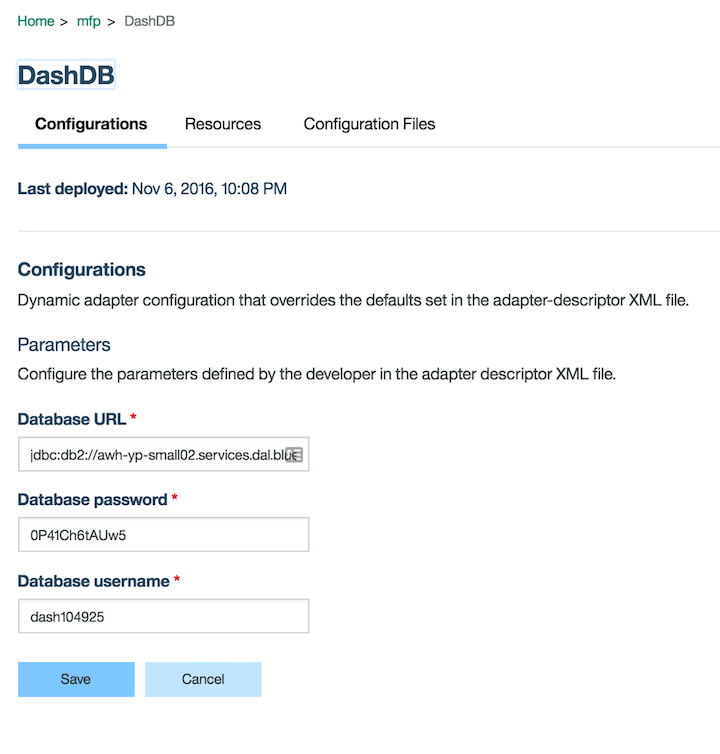 Home > mfp > DashDB
DashDB
Configurations Resources Configuration Files
Last deployed: Nov 6, 2016, 10:08 PM
Configurations
Dynamic adapter configuration that overrides the defaults set in the adapter-descriptor XML file.
Parameters
Configure the parameters defined by the developer in the adapter descriptor XML file.
Database URL *
jdbc:db2://awh-yp-small02.services.dal.blue
Database password *
0P41Ch6tAUw5
Database username *
dash104925
Save Cancel